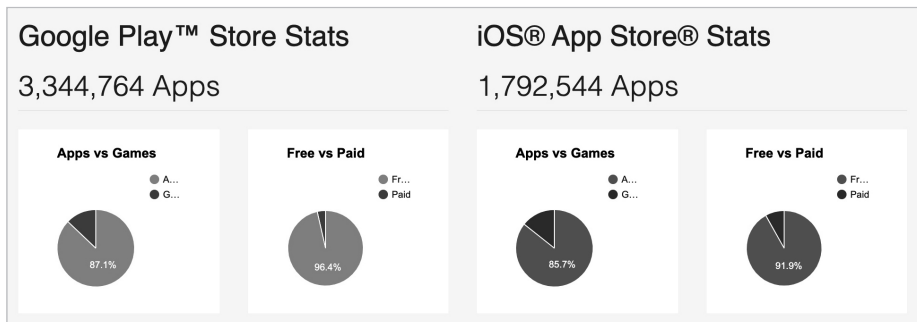 Google Play™ Store Stats
3,344,764 Apps
Apps vs Games
A...
G...
87.1%
Free vs Paid
Fr...
Paid
96.4%
iOS® App Store® Stats
1,792,544 Apps
Apps vs Games
A...
G...
85.7%
Free vs Paid
Fr...
Paid
91.9%